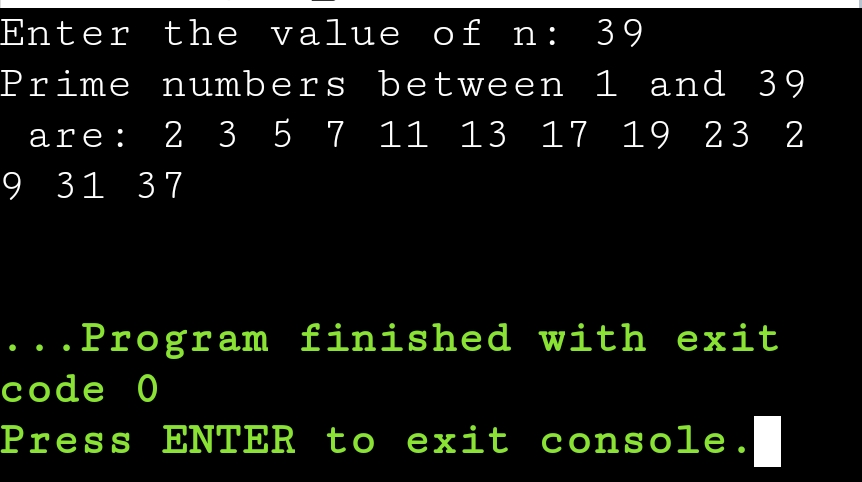 Enter the value of n: 39
Prime numbers between 1 and 39
 are: 2 3 5 7 11 13 17 19 23 2
9 31 37
...Program finished with exit
code 0
Press ENTER to exit console.